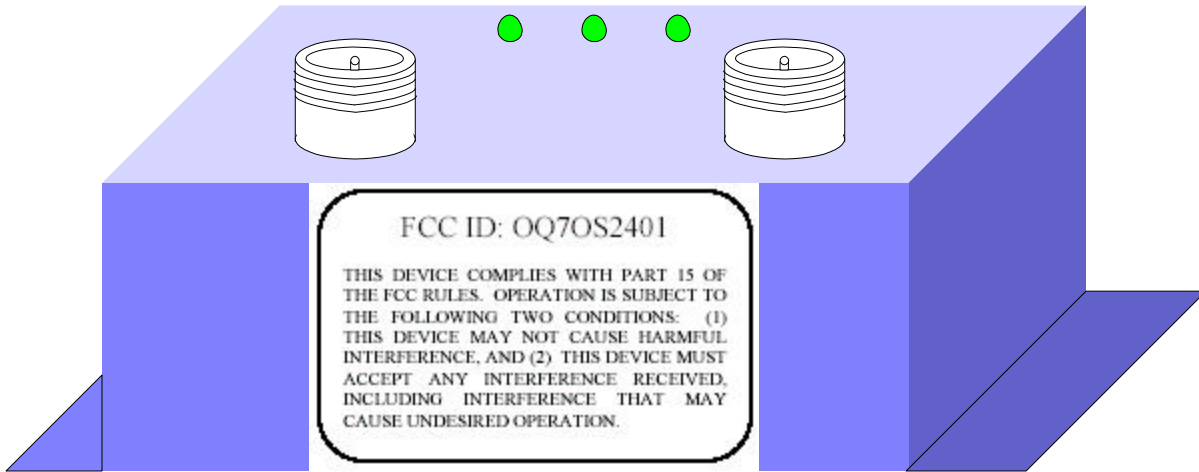 FCC ID: OQ7OS2401
THIS DEVICE COMPLIES WITH PART 15 OF
THE FCC RULES. OPERATION IS SUBJECT TO
THE FOLLOWING TWO CONDITIONS: (1)
THIS DEVICE MAY NOT CAUSE HARMFUL
INTERFERENCE, AND (2) THIS DEVICE MUST
ACCEPT ANY INTERFERENCE RECEIVED,
INCLUDING INTERFERENCE THAT MAY
CAUSE UNDESIRED OPERATION.